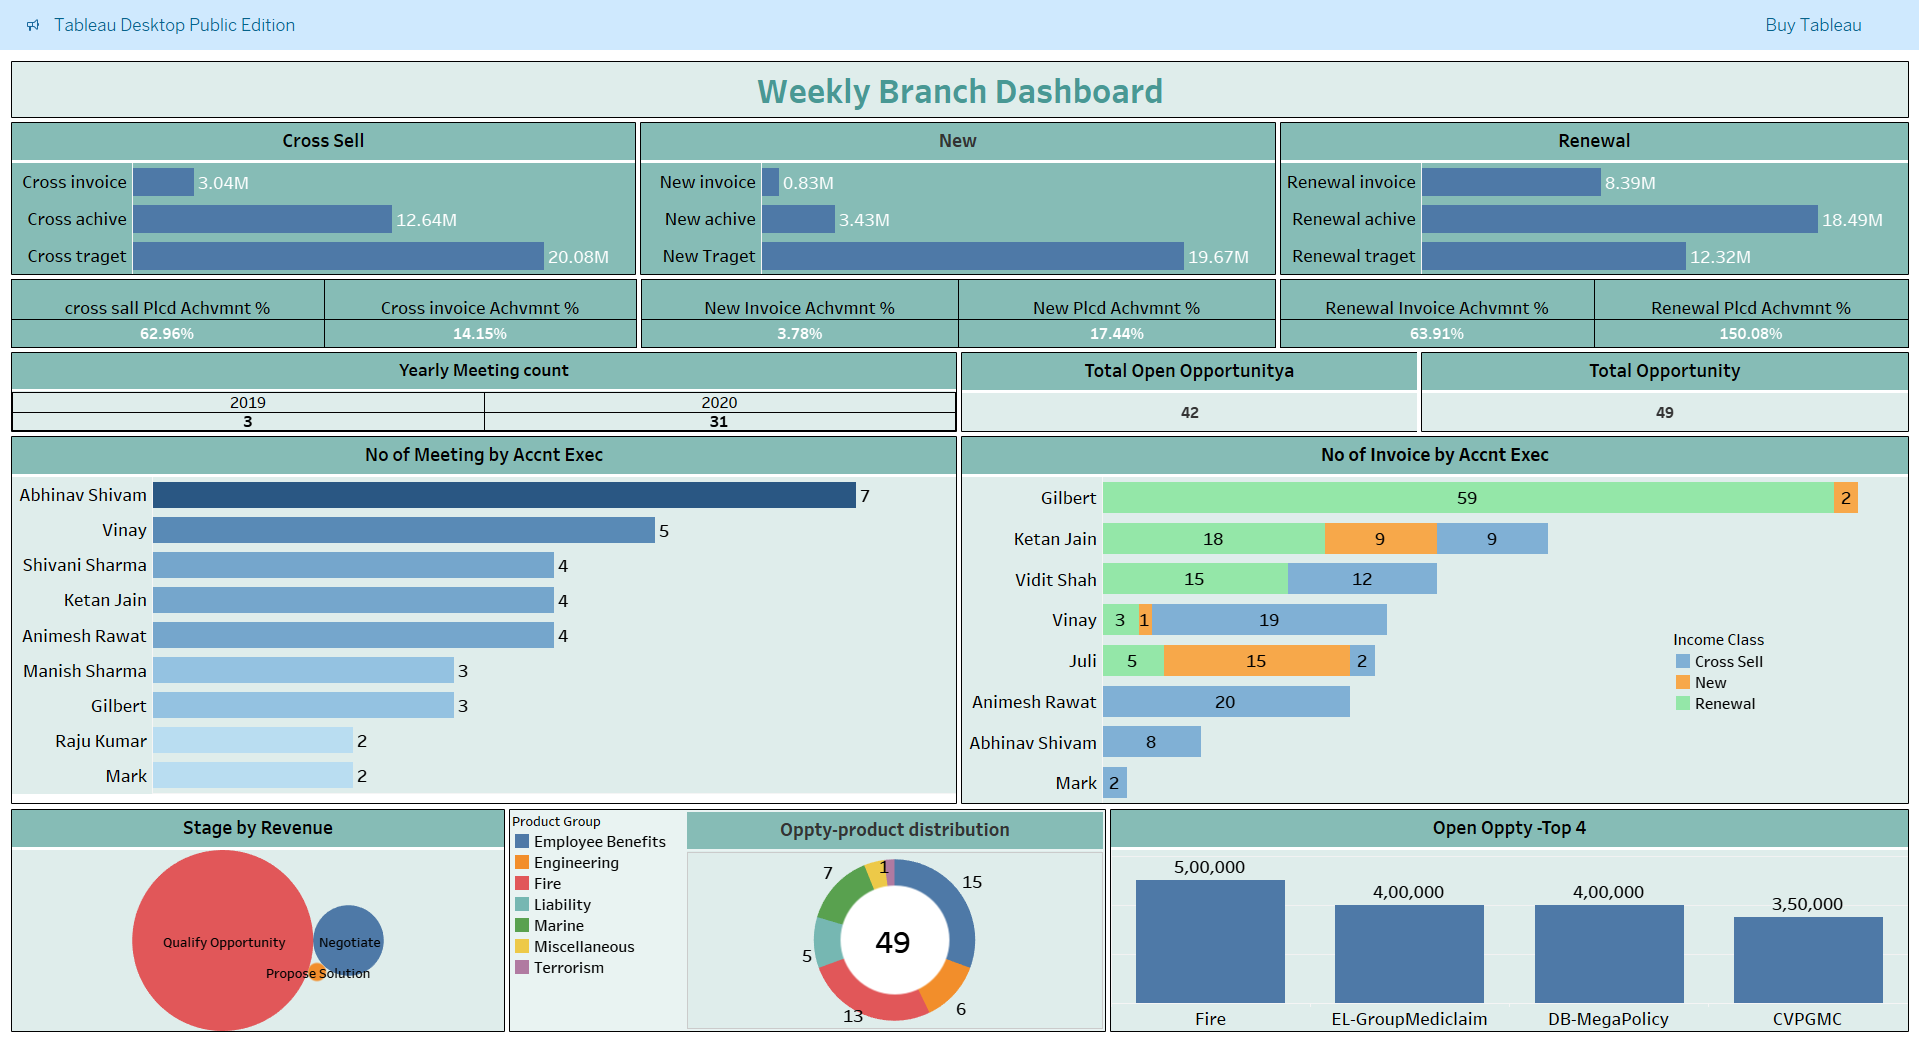 Tableau Desktop Public Edition
Buy Tableau
Weekly Branch Dashboard
Cross Sell
Cross invoice 3.04M
Cross achive 12.64M
Cross traget 20.08M
New
New invoice 0.83M
New achive 3.43M
New Traget 19.67M
Renewal
Renewal invoice 8.39M
Renewal achive 18.49M
Renewal traget 12.32M
cross sall Plcd Achvmnt % Cross invoice Achvmnt %
62.96% 14.15%
New Invoice Achvmnt % New Plcd Achvmnt %
3.78% 17.44%
Renewal Invoice Achvmnt % Renewal Plcd Achvmnt %
63.91% 150.08%
Yearly Meeting count
2019 2020
3 31
Total Open Opportunitya
42
Total Opportunity
49
No of Meeting by Accnt Exec
Abhinav Shivam 7
Vinay 5
Shivani Sharma 4
Ketan Jain 4
Animesh Rawat 4
Manish Sharma 3
Gilbert 3
Raju Kumar 2
Mark 2
No of Invoice by Accnt Exec
Gilbert 59 2
Ketan Jain 18 9 9
Vidit Shah 15 12
Vinay 3 1 19
Juli 5 15 2
Animesh Rawat 20
Abhinav Shivam 8
Mark 2
Income Class
Cross Sell
New
Renewal
Stage by Revenue
Qualify Opportunity
Negotiate
Propose Solution
Product Group
Employee Benefits
Engineering
Fire
Liability
Marine
Miscellaneous
Terrorism
Oppty-product distribution
1
7
15
49
5
6
13
Open Oppty -Top 4
5,00,000
4,00,000
4,00,000
3,50,000
Fire
EL-GroupMediclaim
DB-MegaPolicy
CVPGMC